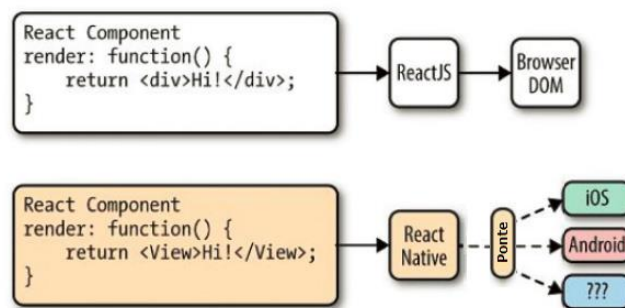 React Component
render: function() {
return <div>Hi!</div>;
}
ReactJS
Browser
DOM
React Component
render: function() {
return <View>Hi!</View>;
}
React
Native
Ponte
iOS
Android
???